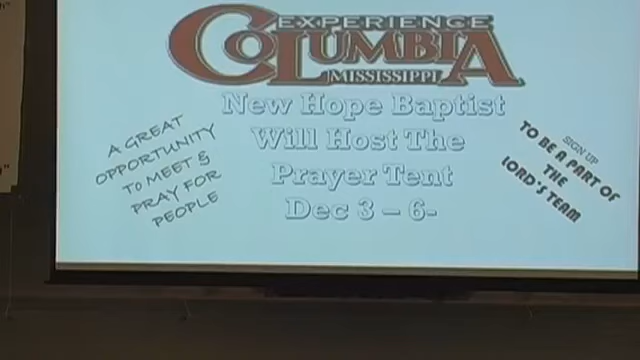 EXPERIENCE
COLUMBIA
MISSISSIPPI
New Hope Baptist
Will Host The
Prayer Tent
Dec 3 – 6-
A GREAT
OPPORTUNITY
TO MEET &
PRAY FOR
PEOPLE
SIGN UP
TO BE A PART OF
THE
LORD'S TEAM